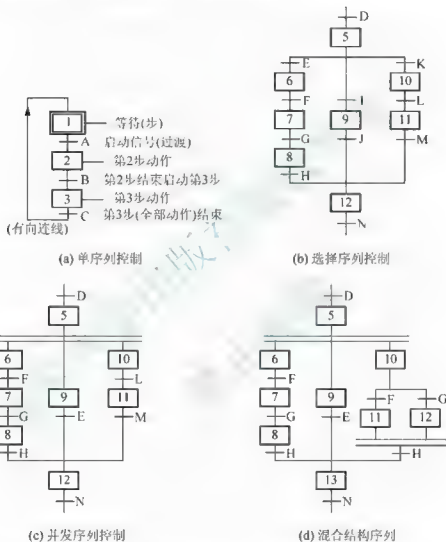 1
等待(步)
A
启动信号(过渡)
2
第2步动作
B
第2步结束启动第3步
3
第3步动作
C
第3步(全部动作)结束
(有向连线)
(a) 单序列控制
D
5
E
K
6
10
F
I
L
7
9
11
G
J
M
8
H
12
N
(b) 选择序列控制
D
5
6
10
F
L
7
9
11
G
E
M
8
H
12
N
(c) 并发序列控制
D
5
6
10
F
F
G
7
9
11
12
G
E
8
H
H
13
N
(d) 混合结构序列